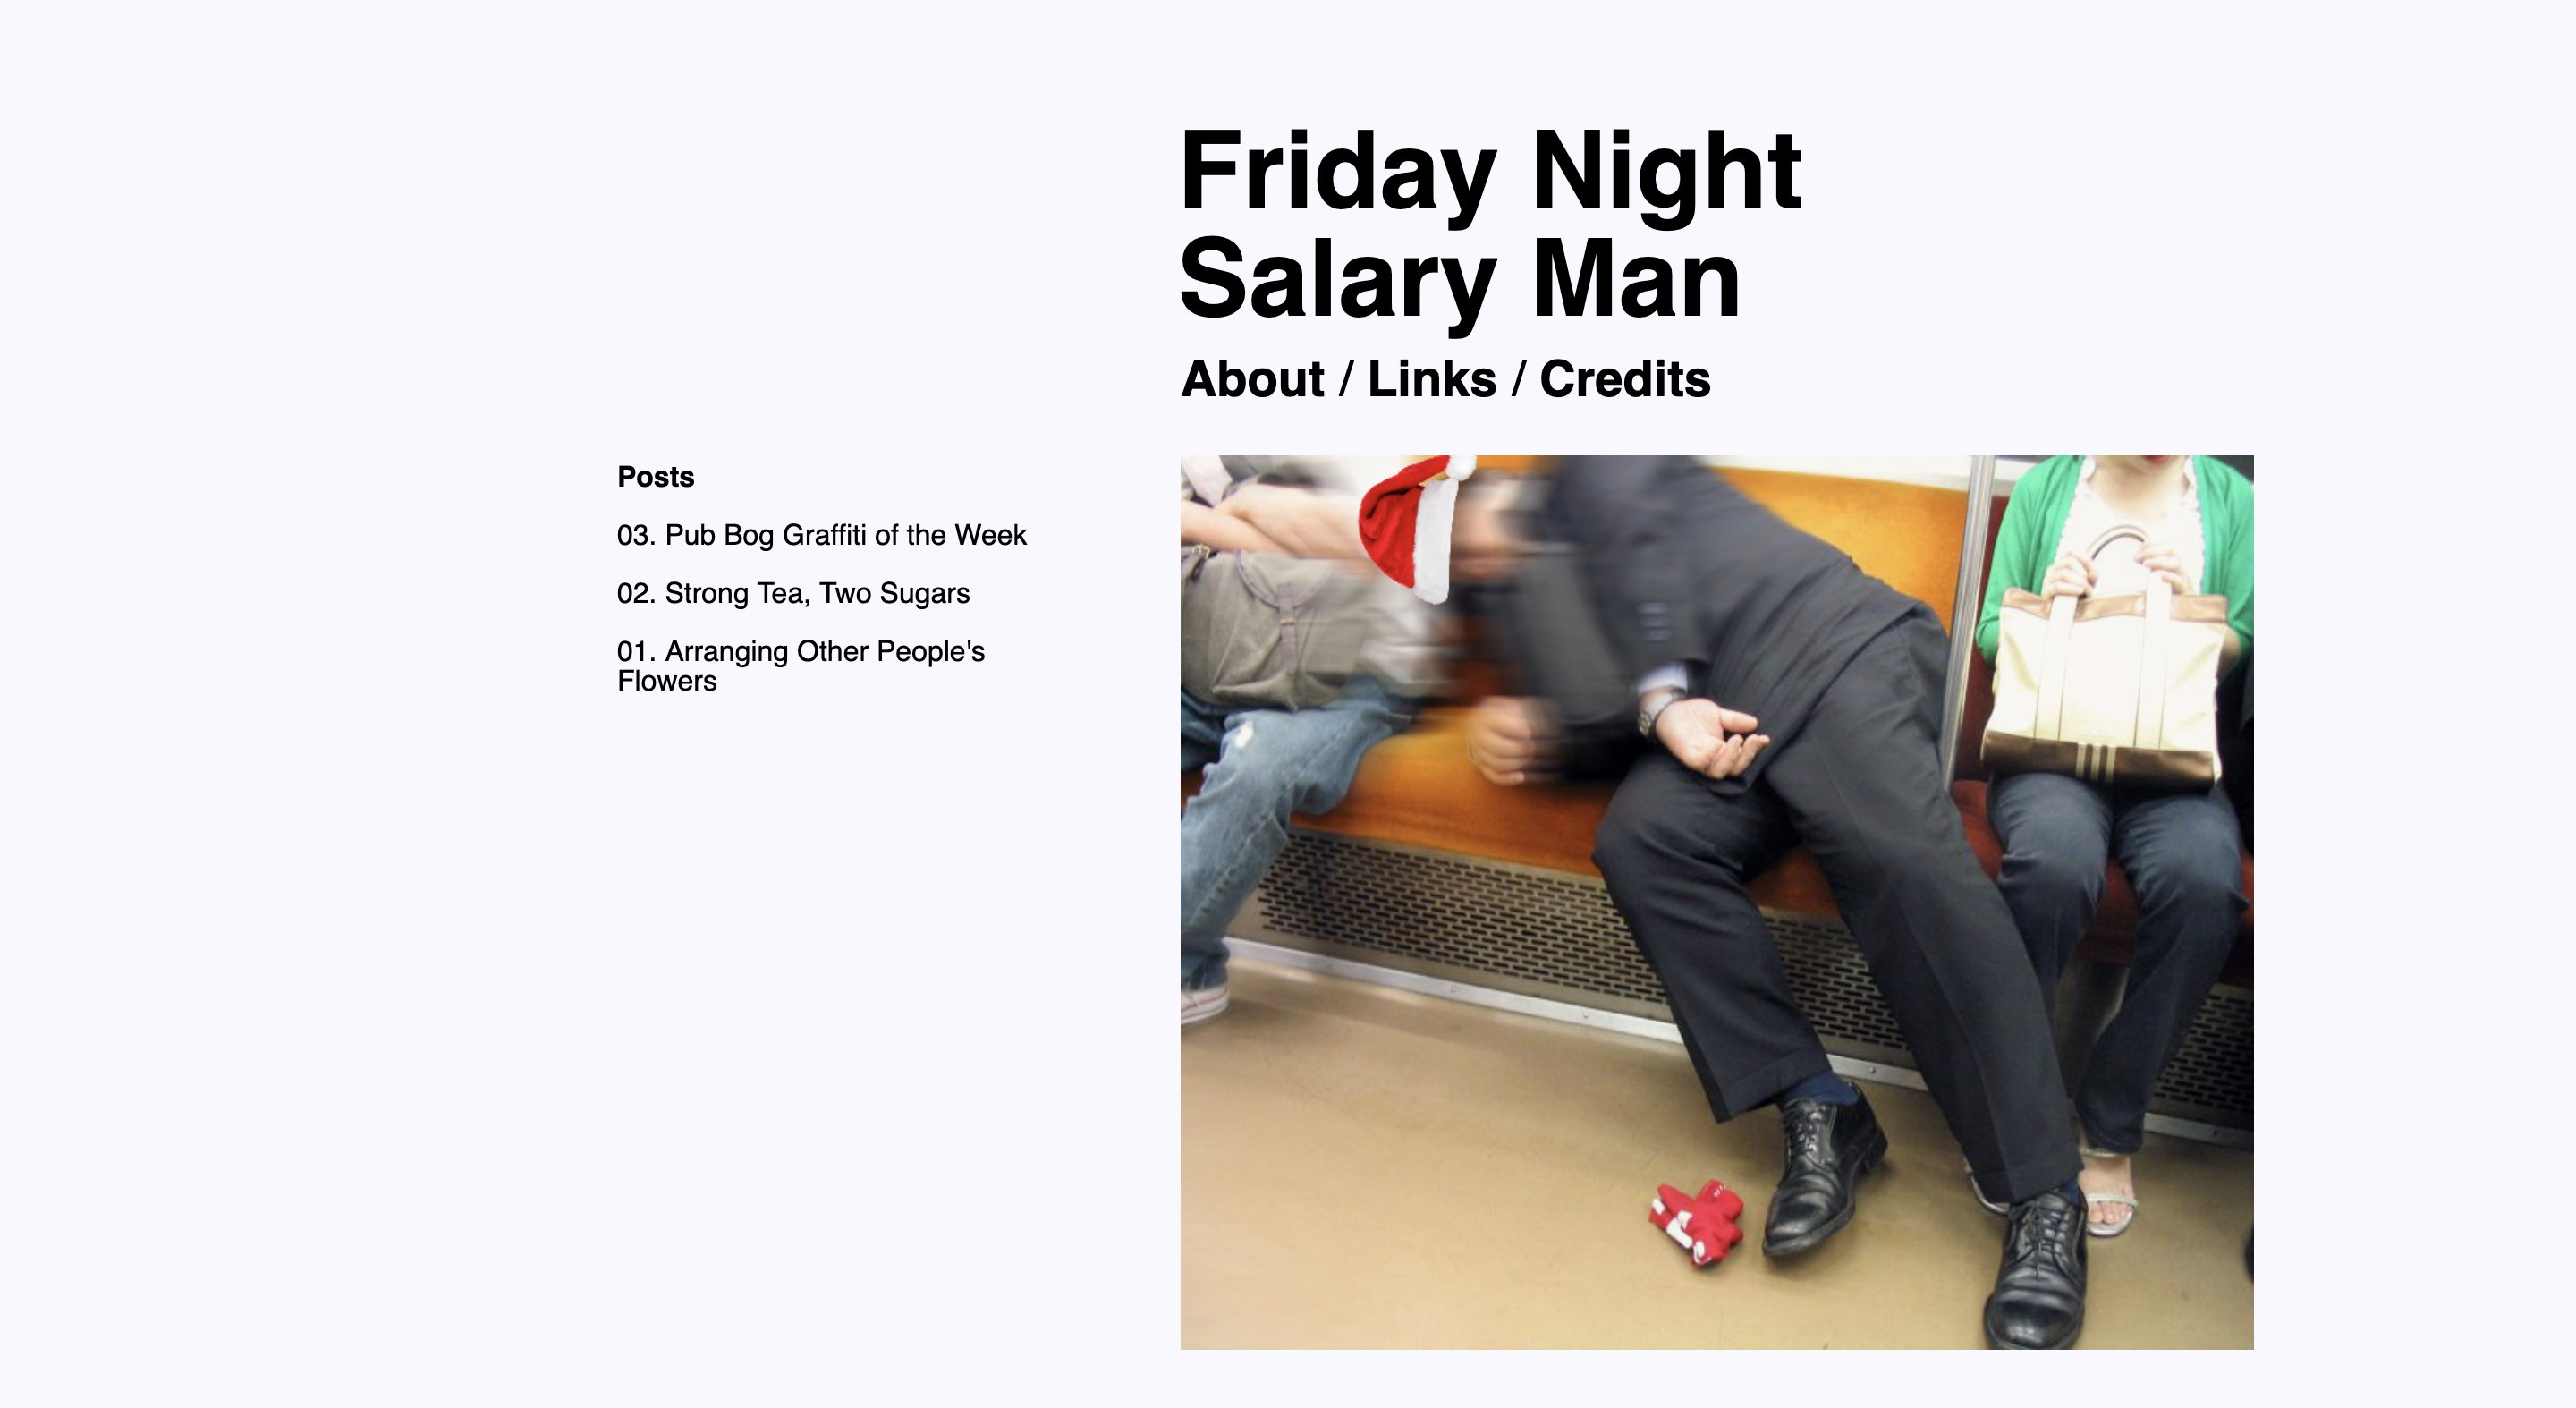 Friday Night
Salary Man
About / Links / Credits
Posts
03. Pub Bog Graffiti of the Week
02. Strong Tea, Two Sugars
01. Arranging Other People's
Flowers